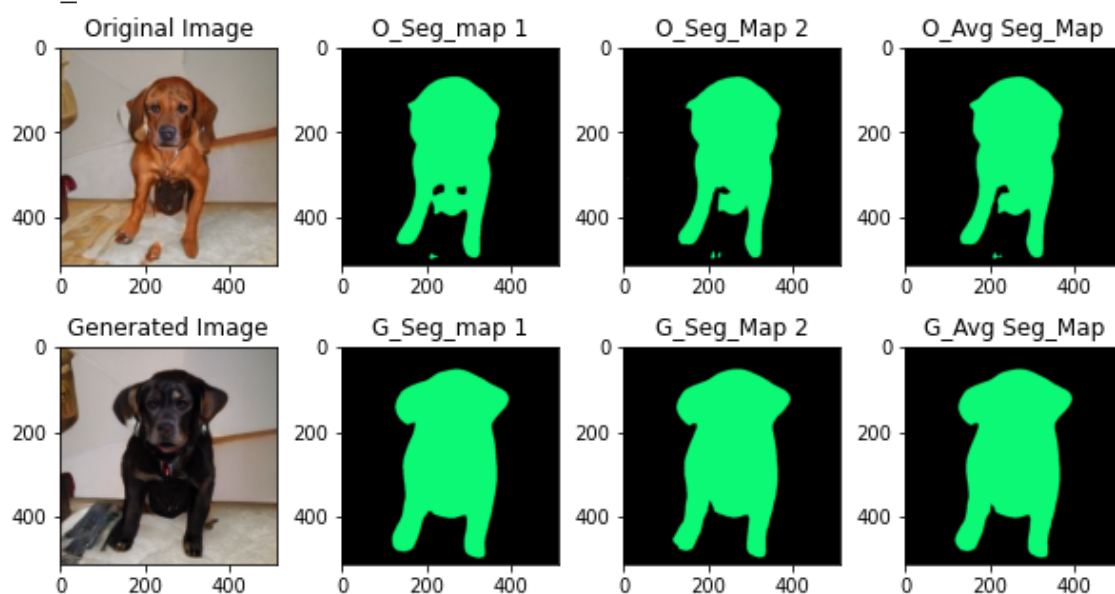 Original Image O_Seg_map 1 O_Seg_Map 2 O_Avg Seg_Map
0 0 0 0
200 200 200 200
400 400 400 400
0 200 400 0 200 400 0 200 400 0 200 400
Generated Image G_Seg_map 1 G_Seg_Map 2 G_Avg Seg_Map
0 0 0 0
200 200 200 200
400 400 400 400
0 200 400 0 200 400 0 200 400 0 200 400